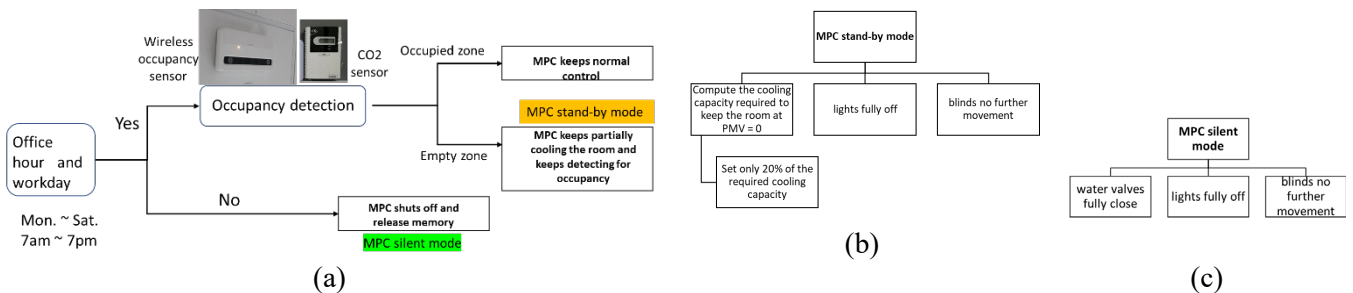 Wireless
occupancy
sensor
CO2
sensor
Yes
Occupancy detection
Occupied zone
MPC keeps normal
control
MPC stand-by mode
Empty zone
MPC keeps partially
cooling the room and
keeps detecting for
occupancy
Office
hour and
workday
Mon. ~ Sat.
7am ~ 7pm
No
MPC shuts off and
release memory
MPC silent mode
(a)
MPC stand-by mode
Compute the cooling
capacity required to
keep the room at
PMV = 0
lights fully off
blinds no further
movement
Set only 20% of the
required cooling
capacity
(b)
MPC silent
mode
water valves
fully close
lights fully off
blinds no
further
movement
(c)